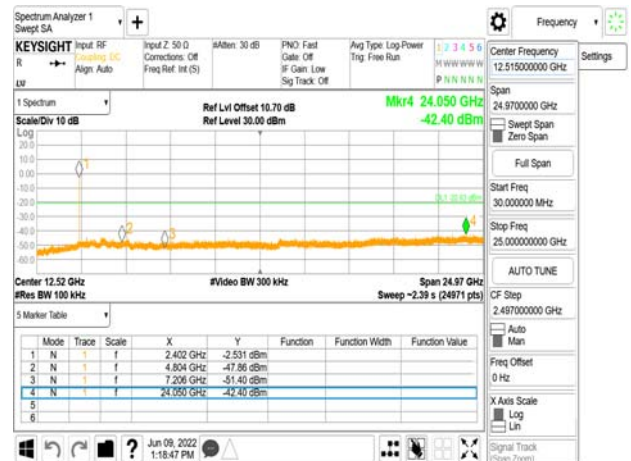 Spectrum Analyzer 1
Swept SA
Frequency
KEYSIGHT Input: RF
R Coupling: DC
Align: Auto
Input Z: 50 Ω
Corrections: Off
Freq Ref: Int (S)
#Atten: 30 dB
PNO: Fast
Gate: Off
IF Gain: Low
Sig Track: Off
Avg Type: Log-Power
Trig: Free Run
1 2 3 4 5 6
M W W W W W
P N N N N N
Center Frequency
12.515000000 GHz
Settings
Span
24.9700000 GHz
Swept Span
Zero Span
Full Span
Start Freq
30.000000 MHz
Stop Freq
25.000000000 GHz
AUTO TUNE
CF Step
2.497000000 GHz
Auto
Man
Freq Offset
0 Hz
X Axis Scale
Log
Lin
Signal Track
(Span Zoom)
1 Spectrum
Scale/Div 10 dB
Ref Lvl Offset 10.70 dB
Ref Level 30.00 dBm
Mkr4 24.050 GHz
-42.40 dBm
Log
20.0
10.0
0.00
-10.0
-20.0
-30.0
-40.0
-50.0
-60.0
1
2
3
4
Center 12.52 GHz
#Video BW 300 kHz
Span 24.97 GHz
#Res BW 100 kHz
Sweep ~2.39 s (24971 pts)
5 Marker Table
Mode Trace Scale X Y Function Function Width Function Value
1 N 1 f 2.402 GHz -2.531 dBm
2 N 1 f 4.804 GHz -47.86 dBm
3 N 1 f 7.206 GHz -51.40 dBm
4 N 1 f 24.050 GHz -42.40 dBm
5
6
Jun 09, 2022
1:18:47 PM